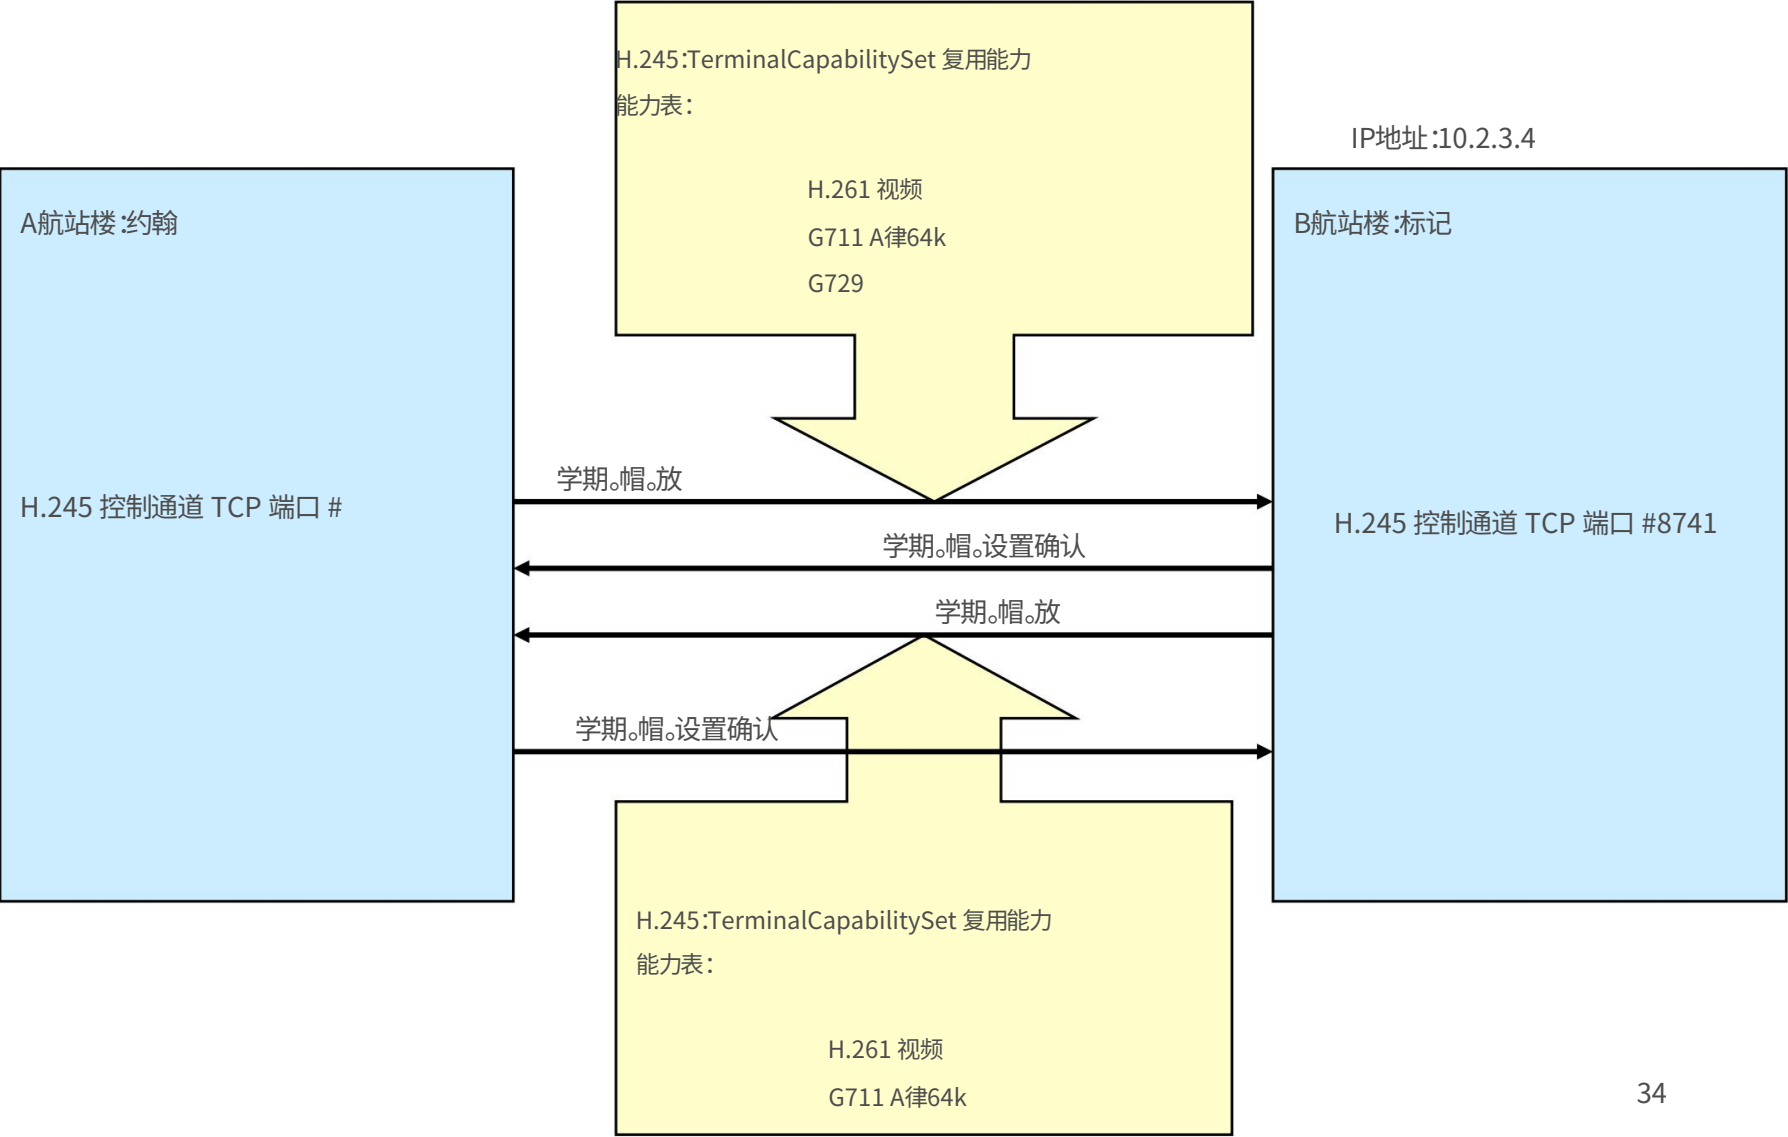 H.245:TerminalCapabilitySet 复用能力
能力表:
H.261 视频
G711 A律64k
G729
IP地址:10.2.3.4
A航站楼:约翰
B航站楼:标记
学期。帽。放
H.245 控制通道 TCP 端口 #
H.245 控制通道 TCP 端口 #8741
学期。帽。设置确认
学期。帽。放
学期。帽。设置确认
H.245:TerminalCapabilitySet 复用能力
能力表:
H.261 视频
G711 A律64k
34